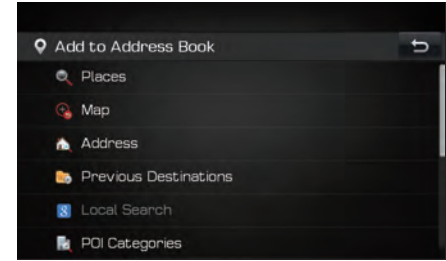 Add to Address Book
Places
Map
Address
Previous Destinations
Local Search
POI Categories